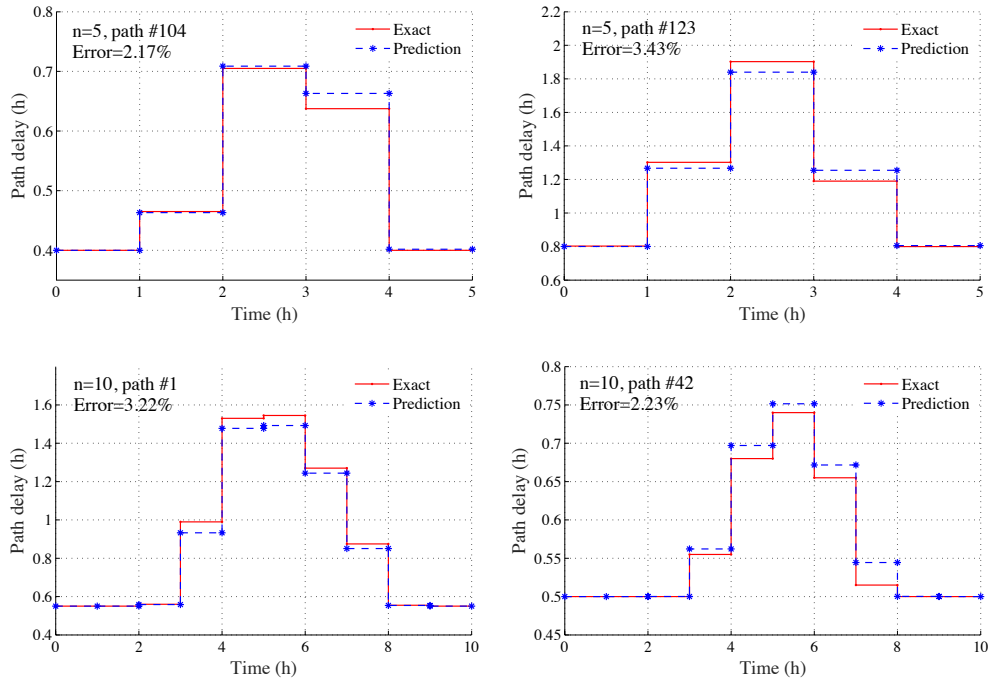 n=5, path #104
Error=2.17%
Exact
Prediction
0.8
0.7
0.6
0.5
0.4
Path delay (h)
0 1 2 3 4 5
Time (h)
n=5, path #123
Error=3.43%
Exact
Prediction
2.2
2
1.8
1.6
1.4
1.2
1
0.8
0.6
Path delay (h)
0 1 2 3 4 5
Time (h)
n=10, path #1
Error=3.22%
Exact
Prediction
1.6
1.4
1.2
1
0.8
0.6
0.4
Path delay (h)
0 2 4 6 8 10
Time (h)
n=10, path #42
Error=2.23%
Exact
Prediction
0.75
0.7
0.65
0.6
0.55
0.5
0.45
Path delay (h)
0 2 4 6 8 10
Time (h)